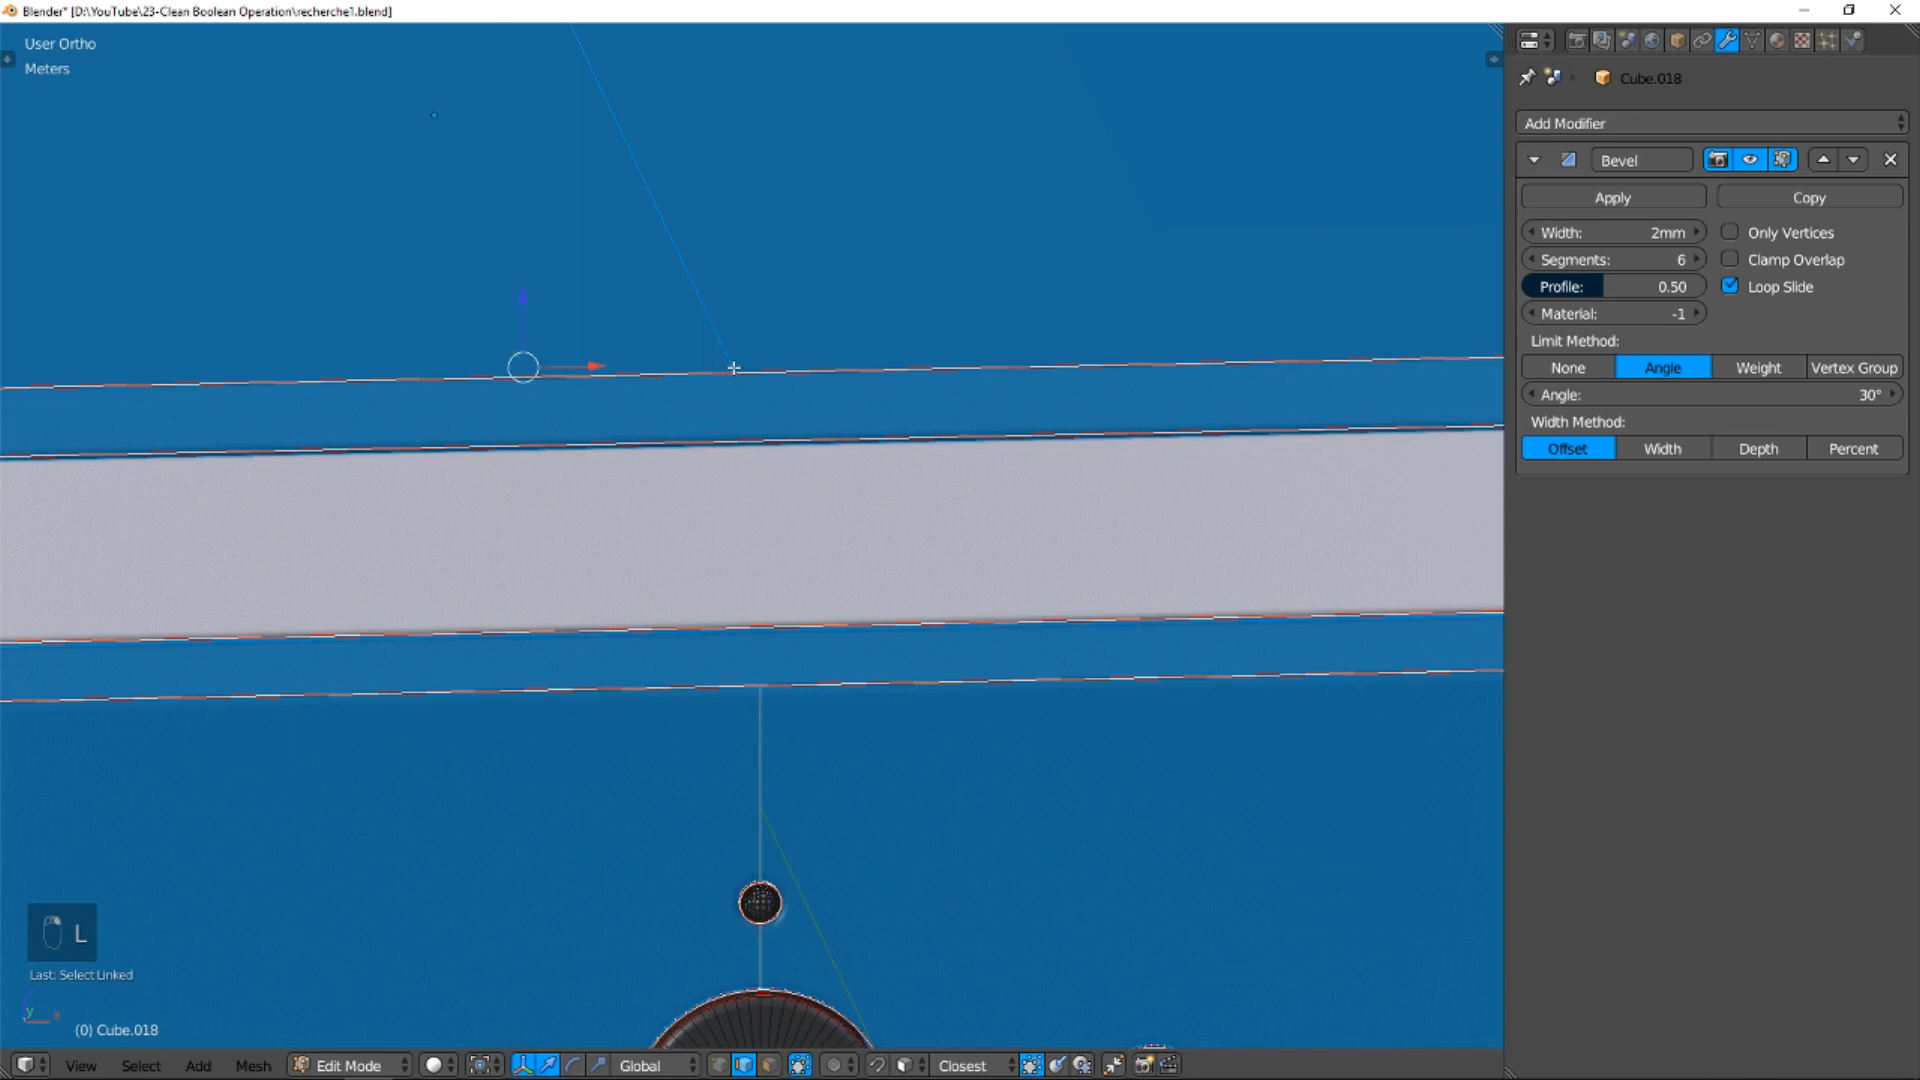 Blender* [D:\YouTube\23-Clean Boolean Operation\recherche1.blend]
User Ortho
Meters
Cube.018
Add Modifier
Bevel
Apply
Copy
Width: 2mm
Only Vertices
Segments: 6
Clamp Overlap
Profile: 0.50
Loop Slide
Material: -1
Limit Method:
None Angle Weight Vertex Group
Angle: 30°
Width Method:
Offset Width Depth Percent
L
Last: Select Linked
y x
(0) Cube.018
View Select Add Mesh Edit Mode Global Closest